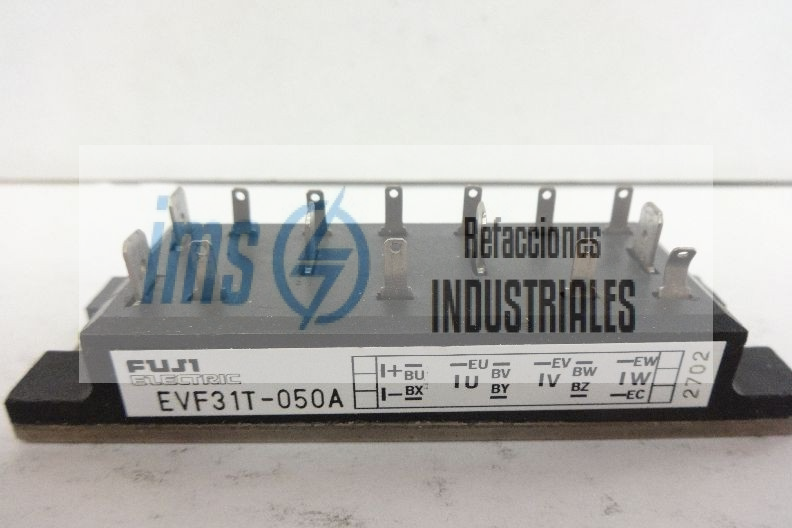 ims
Refacciones
INDUSTRIALES
FUJI
ELECTRIC
EVF31T-050A
I+ BU EU BV EV BW EW
IU IV IW
I- BX BY BZ EC
2702